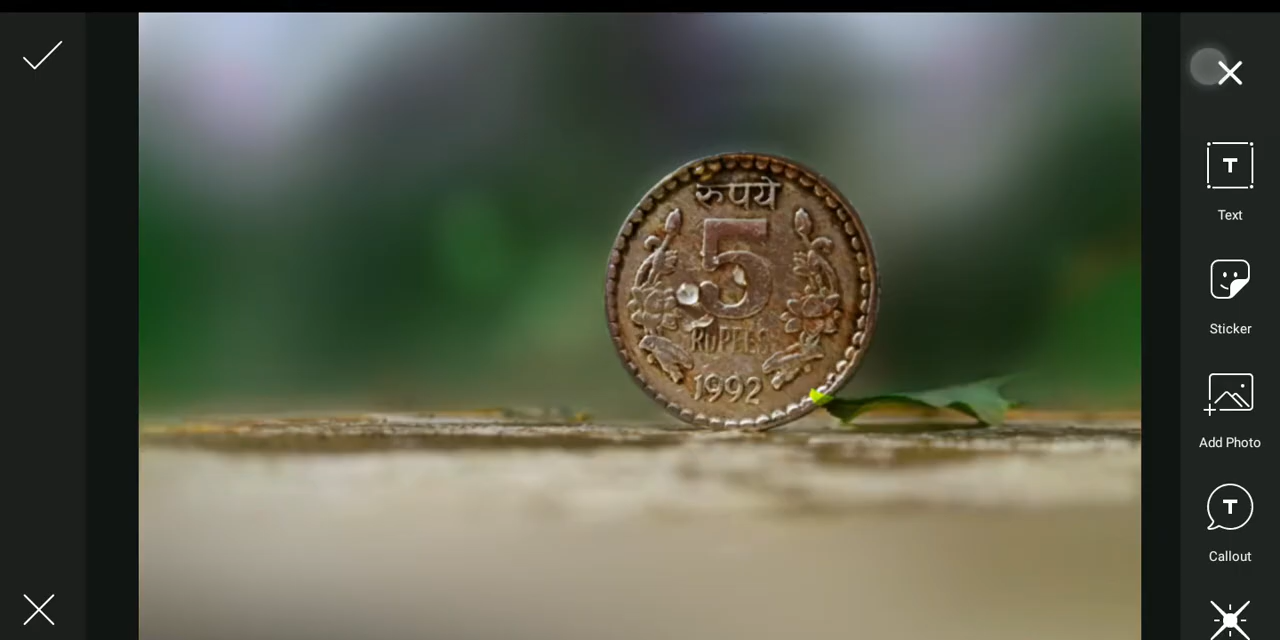 रुपये
5
RUPEES
1992
T
Text
Sticker
Add Photo
T
Callout